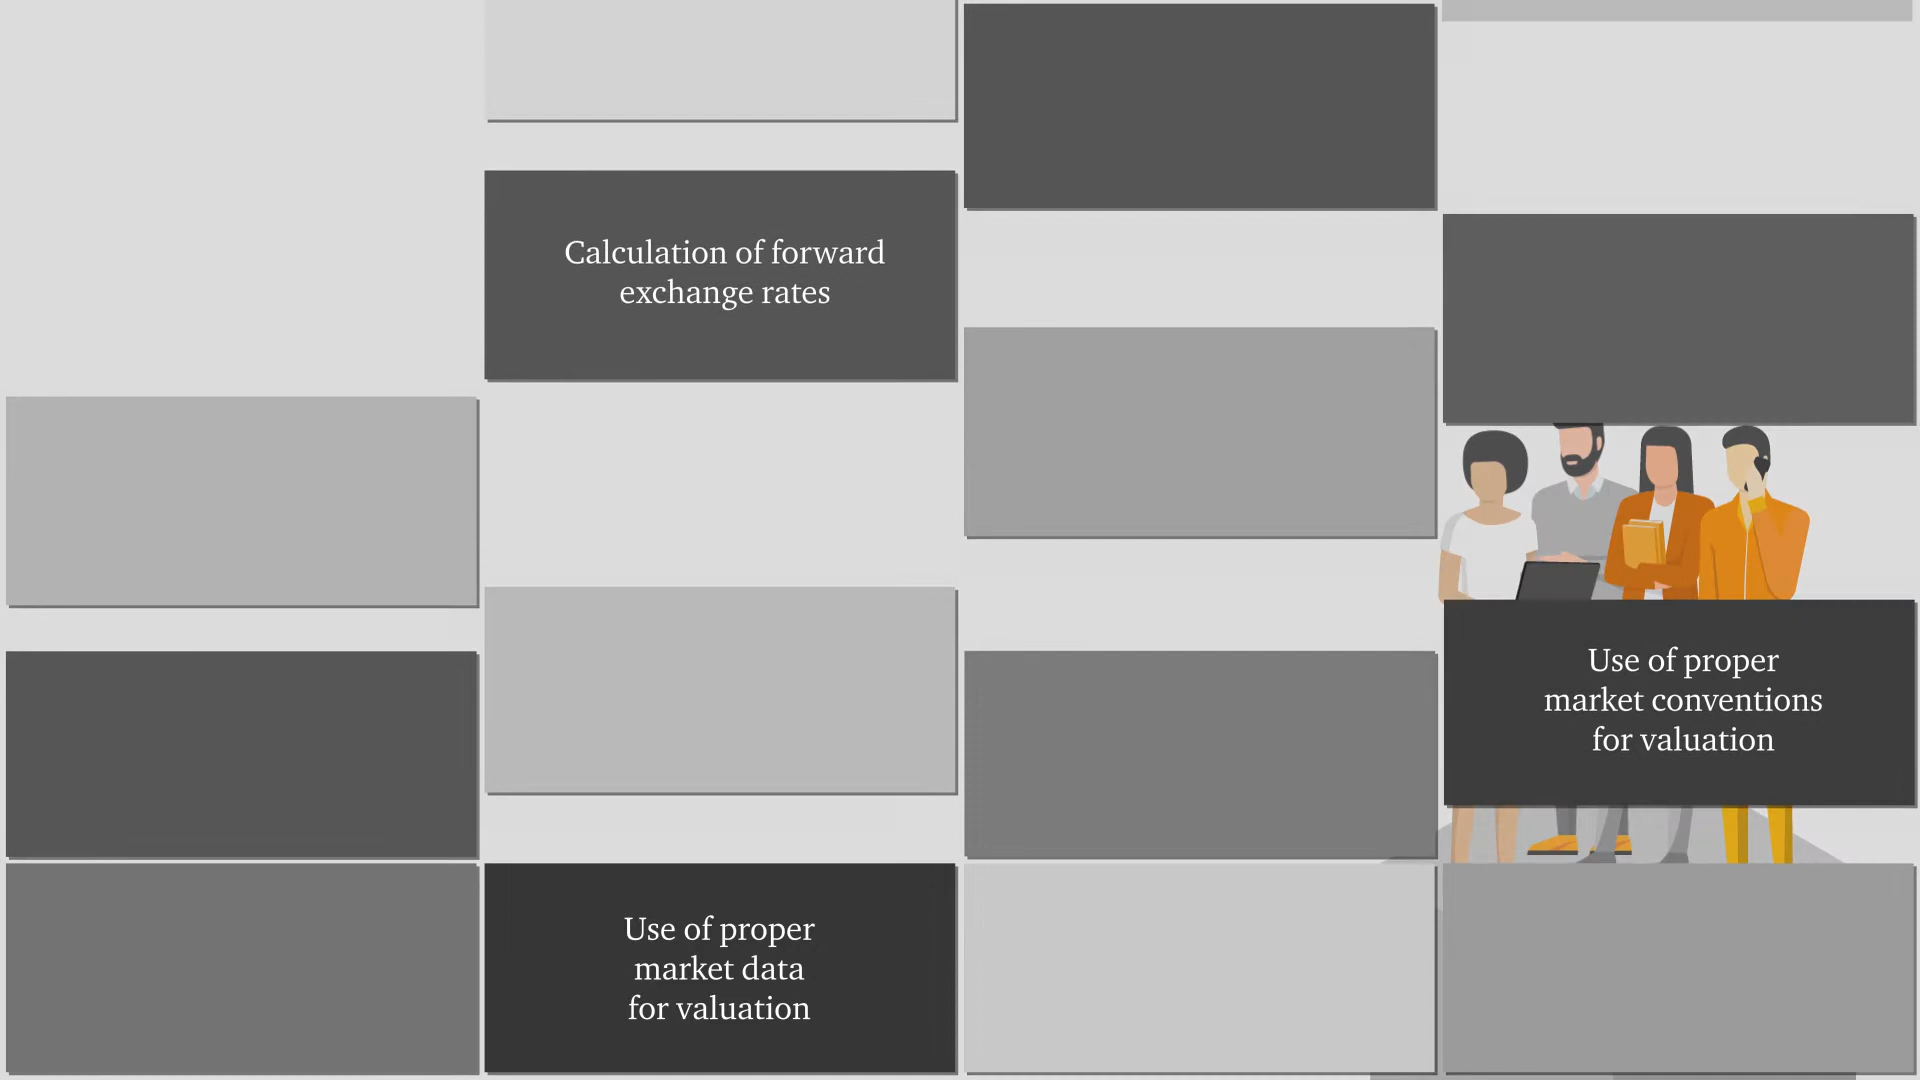 Calculation of forward
exchange rates
Use of proper
market conventions
for valuation
Use of proper
market data
for valuation